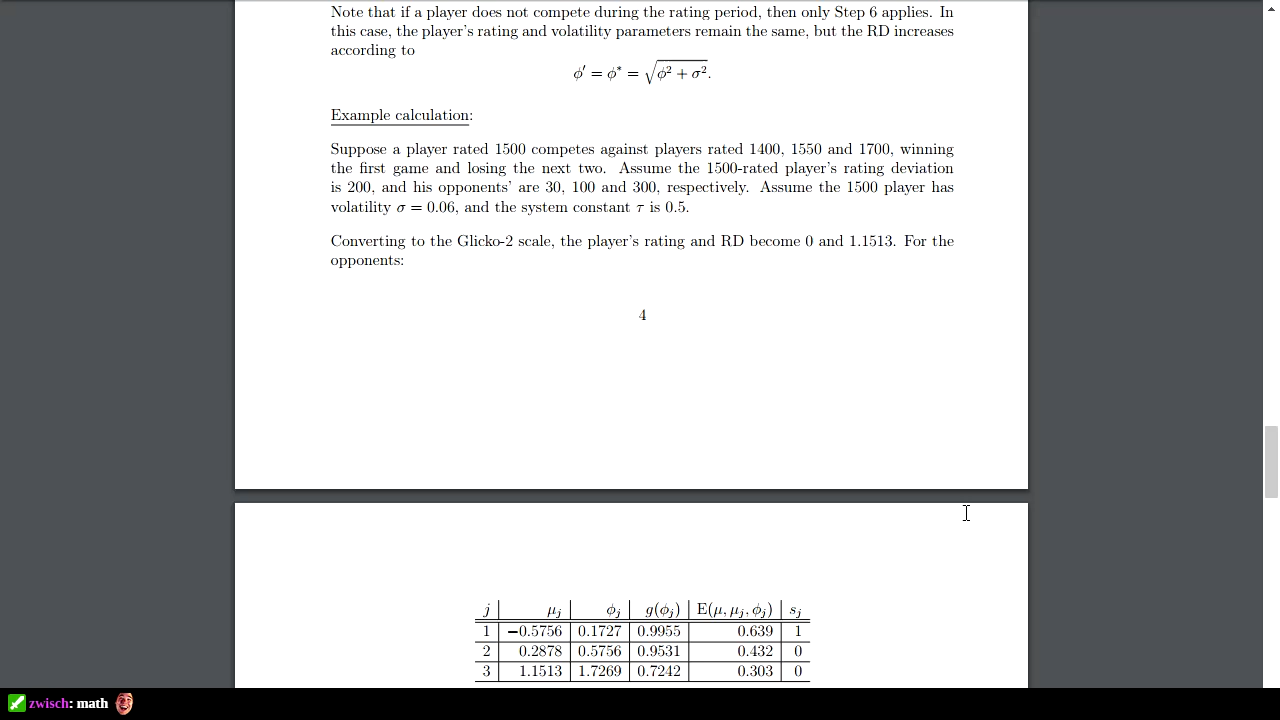 Note that if a player does not compete during the rating period, then only Step 6 applies. In
this case, the player's rating and volatility parameters remain the same, but the RD increases
according to
ϕ′ = ϕ* = √ϕ² + σ².
Example calculation:
Suppose a player rated 1500 competes against players rated 1400, 1550 and 1700, winning
the first game and losing the next two. Assume the 1500-rated player's rating deviation
is 200, and his opponents' are 30, 100 and 300, respectively. Assume the 1500 player has
volatility σ = 0.06, and the system constant τ is 0.5.
Converting to the Glicko-2 scale, the player's rating and RD become 0 and 1.1513. For the
opponents:
4
j μj ϕj g(ϕj) E(μ, μj, ϕj) sj
1 −0.5756 0.1727 0.9955 0.639 1
2 0.2878 0.5756 0.9531 0.432 0
3 1.1513 1.7269 0.7242 0.303 0
zwisch: math